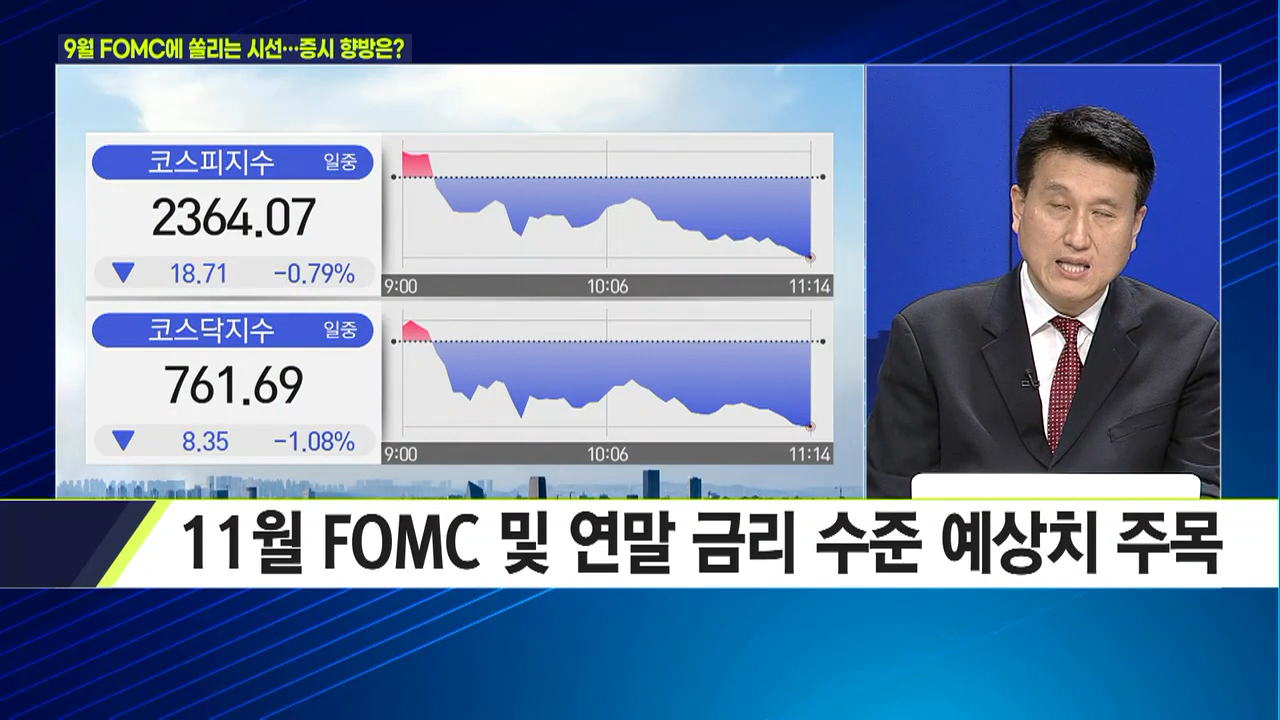 9월 FOMC에 쏠리는 시선…증시 향방은?
코스피지수 일중
2364.07
▼ 18.71 -0.79%
9:00 10:06 11:14
코스닥지수 일중
761.69
▼ 8.35 -1.08%
9:00 10:06 11:14
11월 FOMC 및 연말 금리 수준 예상치 주목